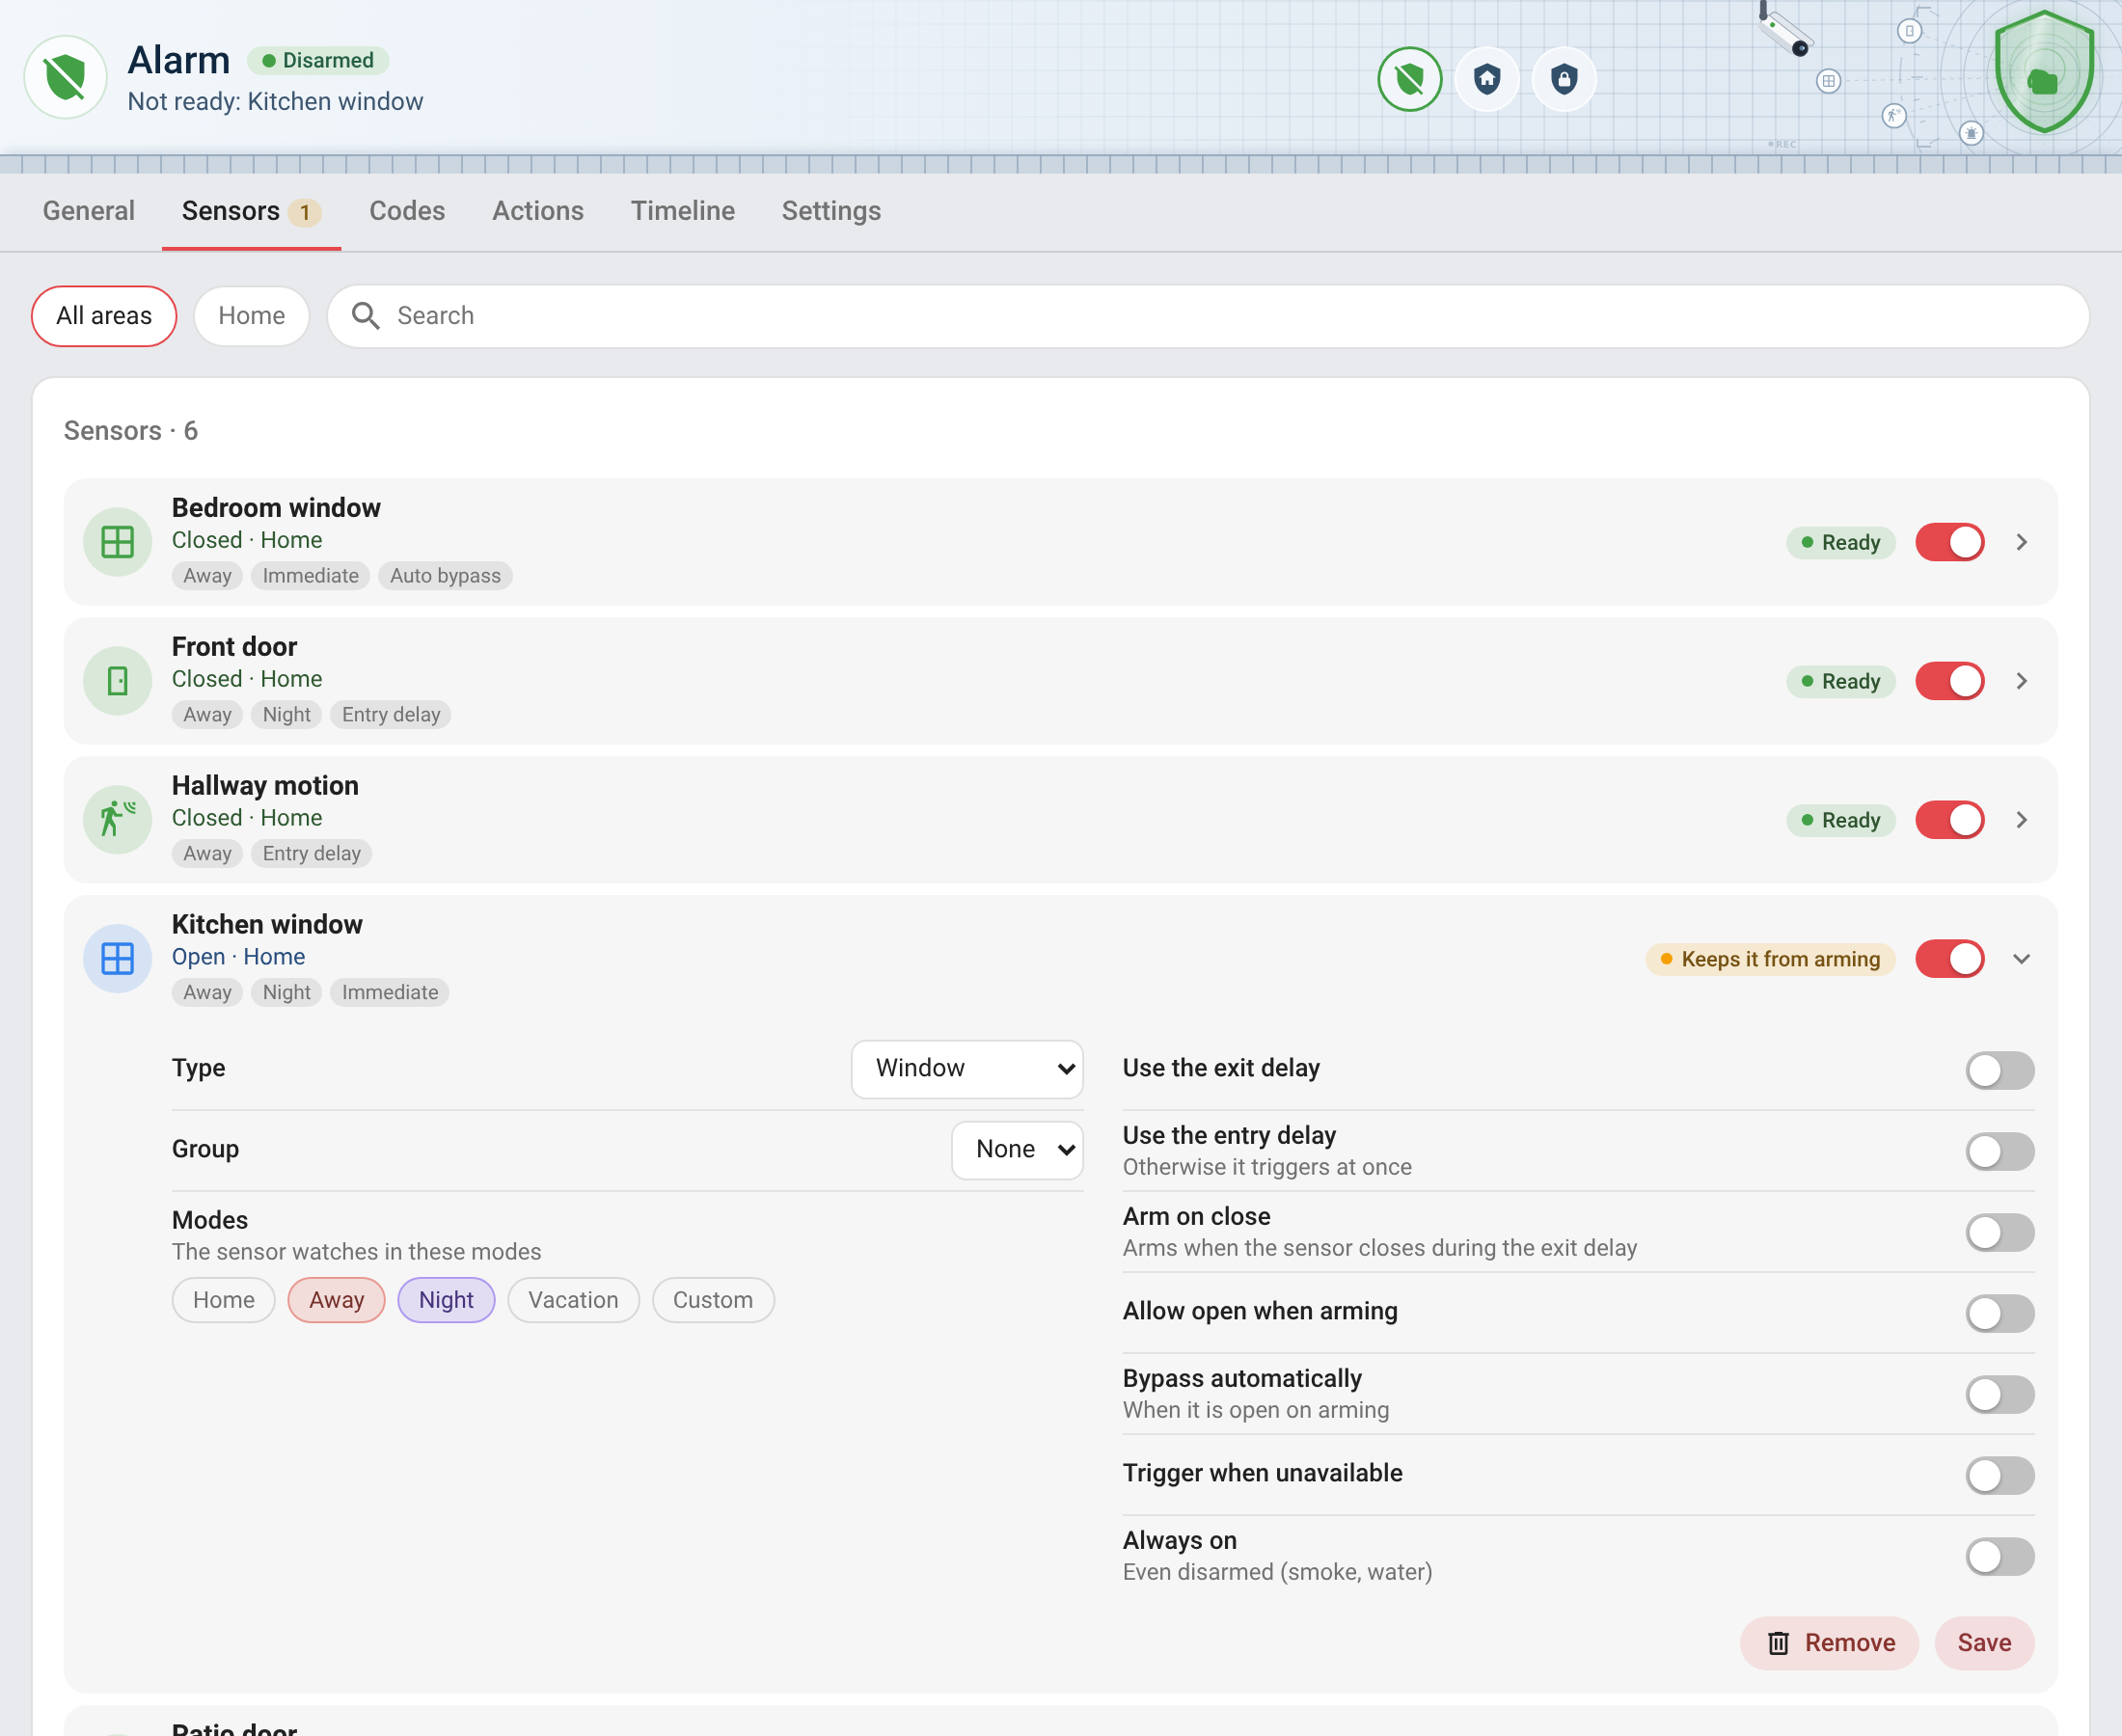 Alarm
Disarmed
Not ready: Kitchen window
REC
General
Sensors 1
Codes
Actions
Timeline
Settings
All areas
Home
Search
Sensors · 6
Bedroom window
Closed · Home
Away Immediate Auto bypass
Ready
Front door
Closed · Home
Away Night Entry delay
Ready
Hallway motion
Closed · Home
Away Entry delay
Ready
Kitchen window
Open · Home
Away Night Immediate
Keeps it from arming
Type
Window
Group
None
Modes
The sensor watches in these modes
Home Away Night Vacation Custom
Use the exit delay
Use the entry delay
Otherwise it triggers at once
Arm on close
Arms when the sensor closes during the exit delay
Allow open when arming
Bypass automatically
When it is open on arming
Trigger when unavailable
Always on
Even disarmed (smoke, water)
Remove
Save
Patio door